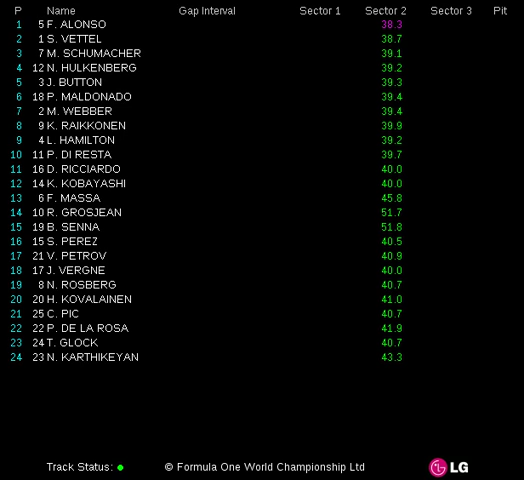 P Name Gap Interval Sector 1 Sector 2 Sector 3 Pit
1 5 F. ALONSO 38.3
2 1 S. VETTEL 38.7
3 7 M. SCHUMACHER 39.1
4 12 N. HULKENBERG 39.2
5 3 J. BUTTON 39.3
6 18 P. MALDONADO 39.4
7 2 M. WEBBER 39.4
8 9 K. RAIKKONEN 39.9
9 4 L. HAMILTON 39.2
10 11 P. DI RESTA 39.7
11 16 D. RICCIARDO 40.0
12 14 K. KOBAYASHI 40.0
13 6 F. MASSA 45.8
14 10 R. GROSJEAN 51.7
15 19 B. SENNA 51.8
16 15 S. PEREZ 40.5
17 21 V. PETROV 40.9
18 17 J. VERGNE 40.0
19 8 N. ROSBERG 40.7
20 20 H. KOVALAINEN 41.0
21 25 C. PIC 40.7
22 22 P. DE LA ROSA 41.9
23 24 T. GLOCK 40.7
24 23 N. KARTHIKEYAN 43.3
Track Status: © Formula One World Championship Ltd LG